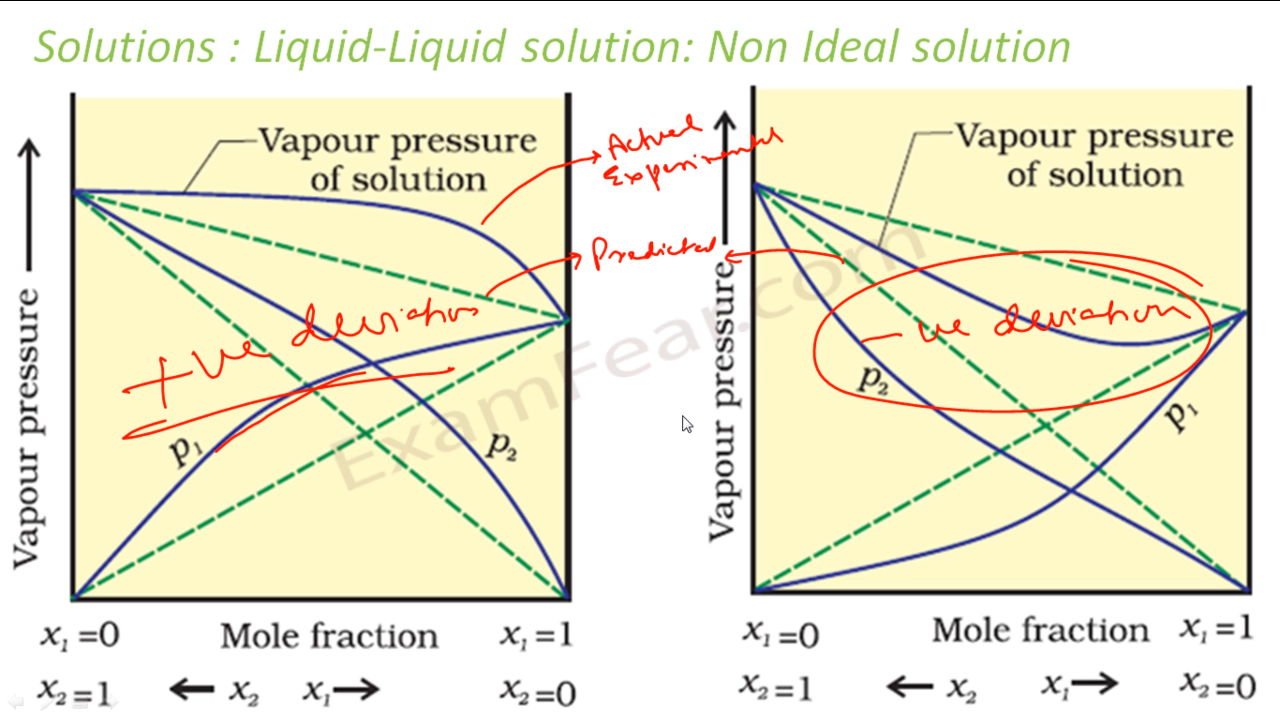 Solutions : Liquid-Liquid solution: Non Ideal solution
Vapour pressure
of solution
Actual
Experimental
Predicted
+ve deviation
p₁
p₂
Vapour pressure
x₁ =0 Mole fraction x₁ =1
x₂=1 ← x₂ x₁→ x₂=0
Vapour pressure
of solution
-ve deviation
p₂
p₁
Vapour pressure
x₁ =0 Mole fraction x₁ =1
x₂=1 ← x₂ x₁→ x₂=0
ExamFear.com